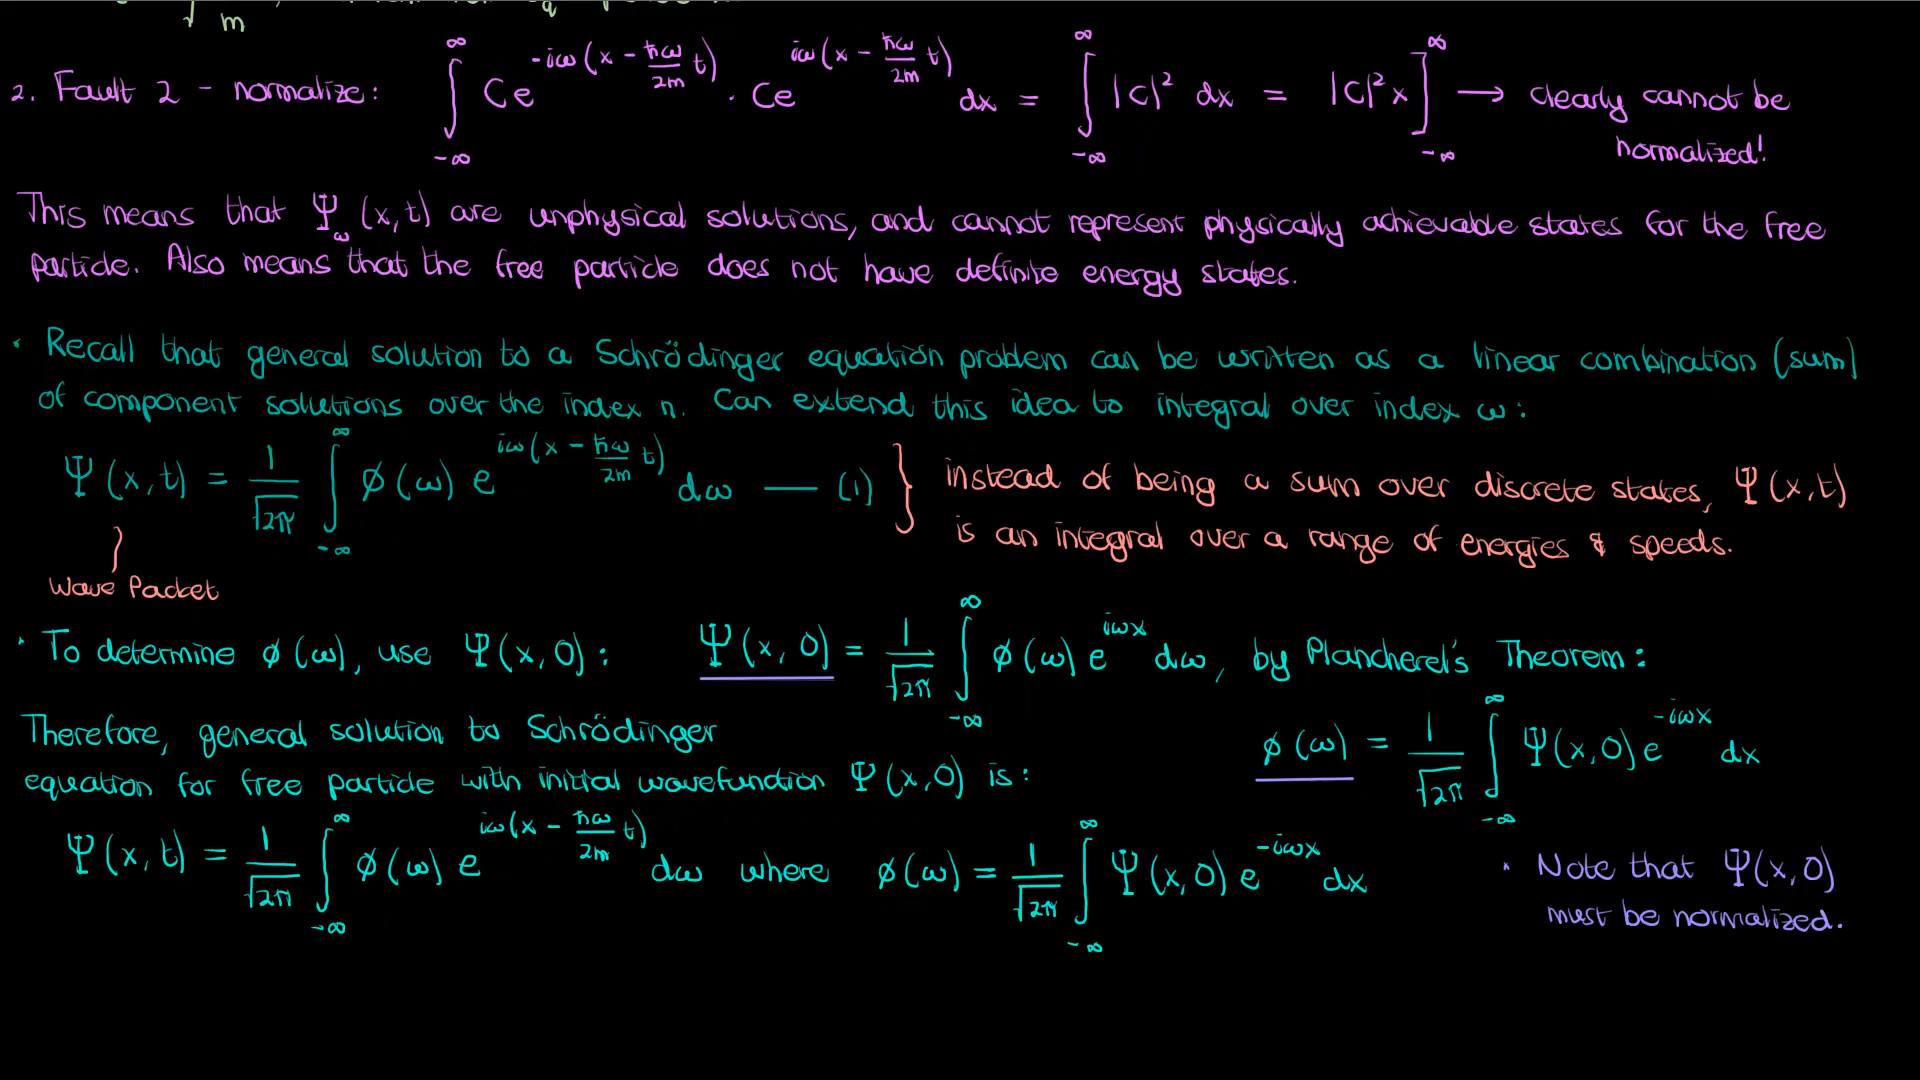 √ m
2. Fault 2 - normalize: ∫_{-∞}^{∞} Ce^{-iω(x - ħω/2m t)} · Ce^{iω(x - ħω/2m t)} dx = ∫_{-∞}^{∞} |C|² dx = |C|² x ]_{-∞}^{∞} → clearly cannot be
normalized!
This means that Ψ_ω(x,t) are unphysical solutions, and cannot represent physically achievable states for the free
particle. Also means that the free particle does not have definite energy states.
· Recall that general solution to a Schrödinger equation problem can be written as a linear combination (sum)
of component solutions over the index n. Can extend this idea to integral over index ω:
Ψ(x,t) = 1/√2π ∫_{-∞}^{∞} ϕ(ω) e^{iω(x - ħω/2m t)} dω — (1) } instead of being a sum over discrete states, Ψ(x,t)
is an integral over a range of energies & speeds.
Wave Packet
· To determine ϕ(ω), use Ψ(x,0): Ψ(x,0) = 1/√2π ∫_{-∞}^{∞} ϕ(ω) e^{iωx} dω, by Plancherel's Theorem:
ϕ(ω) = 1/√2π ∫_{-∞}^{∞} Ψ(x,0) e^{-iωx} dx
Therefore, general solution to Schrödinger
equation for free particle with initial wavefunction Ψ(x,0) is:
Ψ(x,t) = 1/√2π ∫_{-∞}^{∞} ϕ(ω) e^{iω(x - ħω/2m t)} dω where ϕ(ω) = 1/√2π ∫_{-∞}^{∞} Ψ(x,0) e^{-iωx} dx
· Note that Ψ(x,0)
must be normalized.